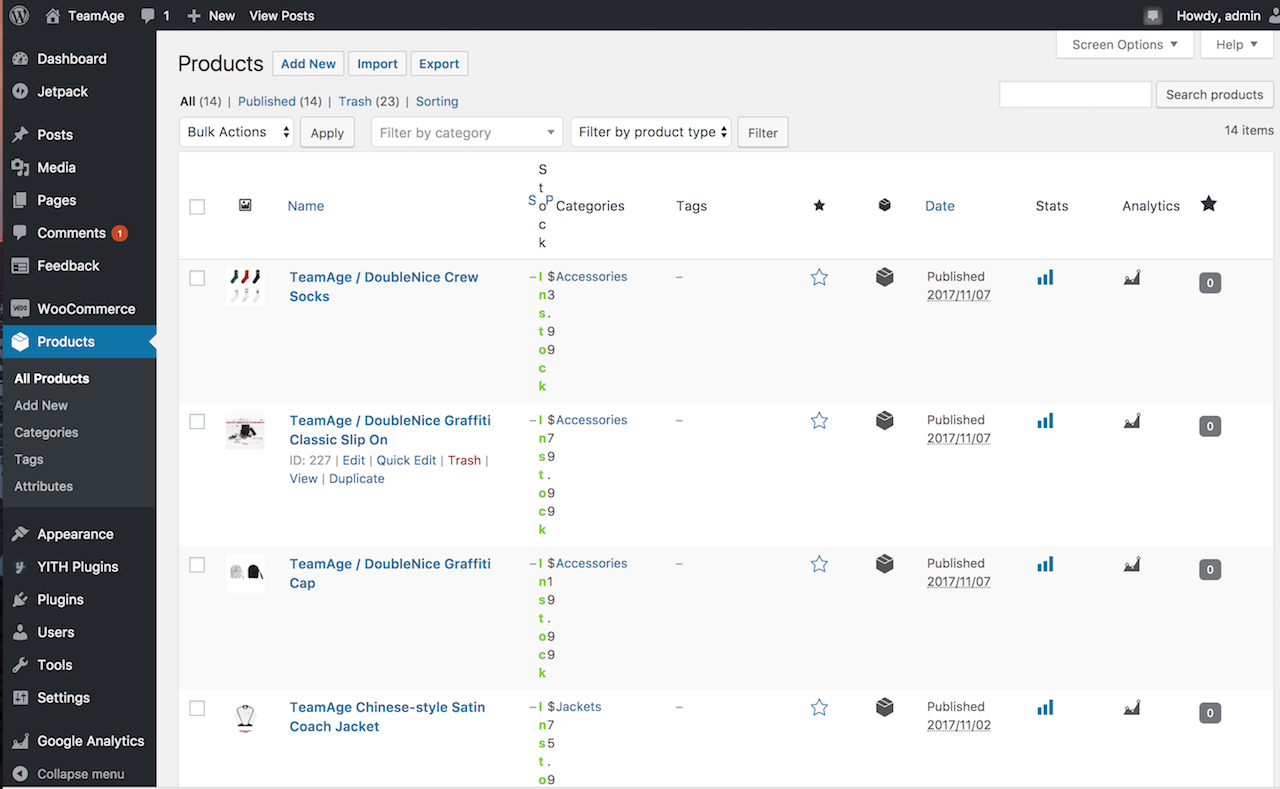 TeamAge 1 + New View Posts Howdy, admin
Dashboard
Jetpack
Posts
Media
Pages
Comments 1
Feedback
WooCommerce
Products
All Products
Add New
Categories
Tags
Attributes
Appearance
YITH Plugins
Plugins
Users
Tools
Settings
Google Analytics
Collapse menu
Screen Options ▼ Help ▼
Products Add New Import Export
All (14) | Published (14) | Trash (23) | Sorting
Search products
Bulk Actions Apply Filter by category Filter by product type Filter
14 items
Name S Stock P Categories Tags Date Stats Analytics
TeamAge / DoubleNice Crew
Socks
– In stock $3.99 Accessories – Published
2017/11/07
0
TeamAge / DoubleNice Graffiti
Classic Slip On
ID: 227 | Edit | Quick Edit | Trash |
View | Duplicate
– In stock $79.99 Accessories – Published
2017/11/07
0
TeamAge / DoubleNice Graffiti
Cap
– In stock $19.99 Accessories – Published
2017/11/07
0
TeamAge Chinese-style Satin
Coach Jacket
– In sto $75.9 Jackets – Published
2017/11/02
0